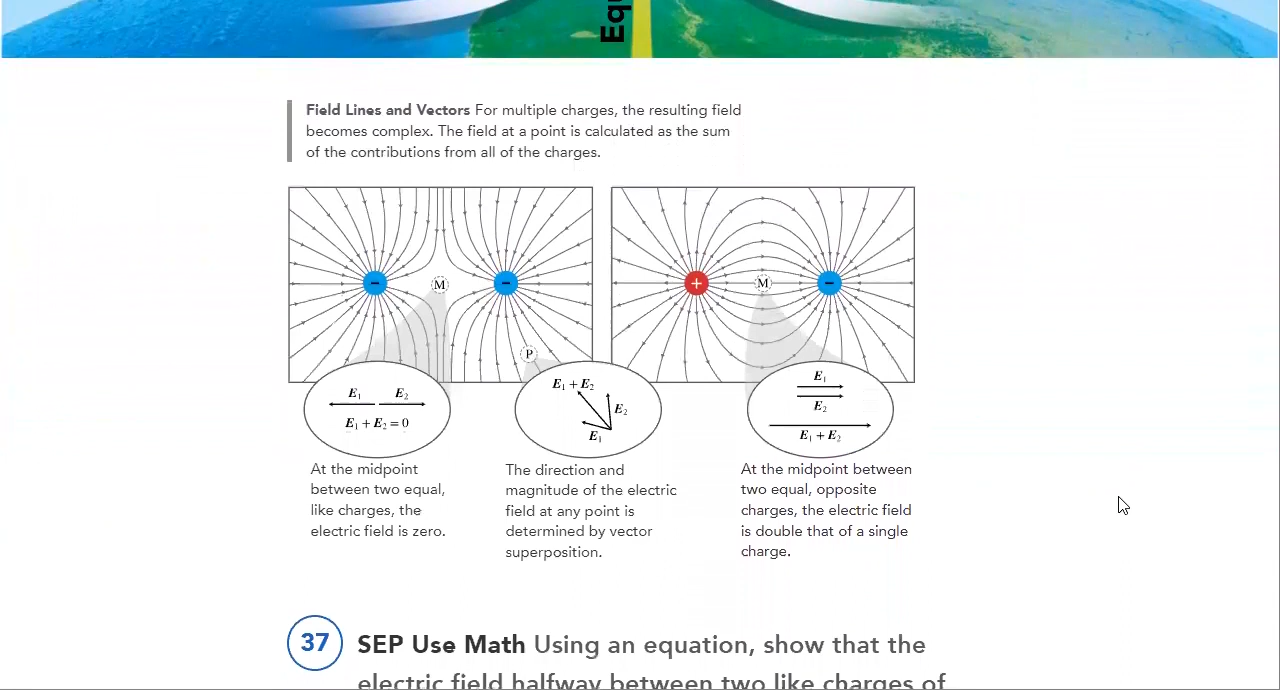 Equ
Field Lines and Vectors For multiple charges, the resulting field
becomes complex. The field at a point is calculated as the sum
of the contributions from all of the charges.
-
M
-
P
+
M
-
E₁ E₂
E₁ + E₂ = 0
E₁ + E₂
E₂
E₁
E₁
E₂
E₁ + E₂
At the midpoint
between two equal,
like charges, the
electric field is zero.
The direction and
magnitude of the electric
field at any point is
determined by vector
superposition.
At the midpoint between
two equal, opposite
charges, the electric field
is double that of a single
charge.
37 SEP Use Math Using an equation, show that the
electric field halfway between two like charges of